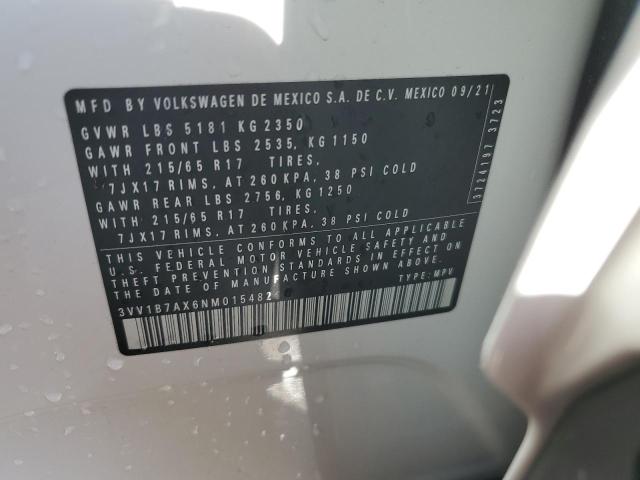 MFD BY VOLKSWAGEN DE MEXICO S.A. DE C.V. MEXICO 09/21
GVWR LBS 5181 KG 2350
GAWR FRONT LBS 2535, KG 1150
WITH 215/65 R17 TIRES.
7JX17 RIMS, AT 260 KPA, 38 PSI COLD
GAWR REAR LBS 2756, KG 1250
WITH 215/65 R17 TIRES.
7JX17 RIMS, AT 260 KPA, 38 PSI COLD
THIS VEHICLE CONFORMS TO ALL APPLICABLE
U.S. FEDERAL MOTOR VEHICLE SAFETY AND
THEFT PREVENTION STANDARDS IN EFFECT ON
THE DATE OF MANUFACTURE SHOWN ABOVE.
3VV1B7AX6NM015482 TYPE: MPV
3724197 3723